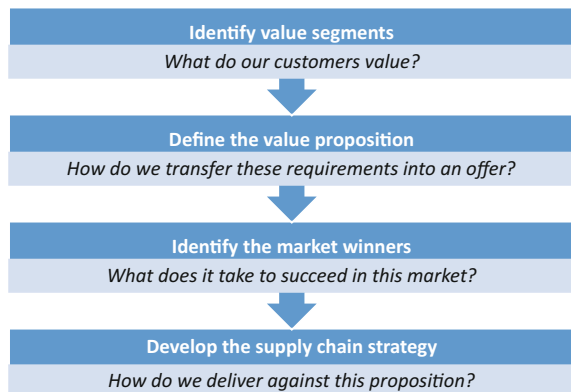 Identify value segments
What do our customers value?
Define the value proposition
How do we transfer these requirements into an offer?
Identify the market winners
What does it take to succeed in this market?
Develop the supply chain strategy
How do we deliver against this proposition?